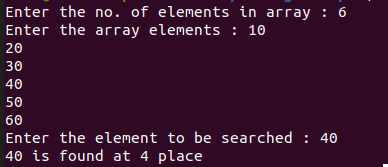 Enter the no. of elements in array : 6
Enter the array elements : 10
20
30
40
50
60
Enter the element to be searched : 40
40 is found at 4 place